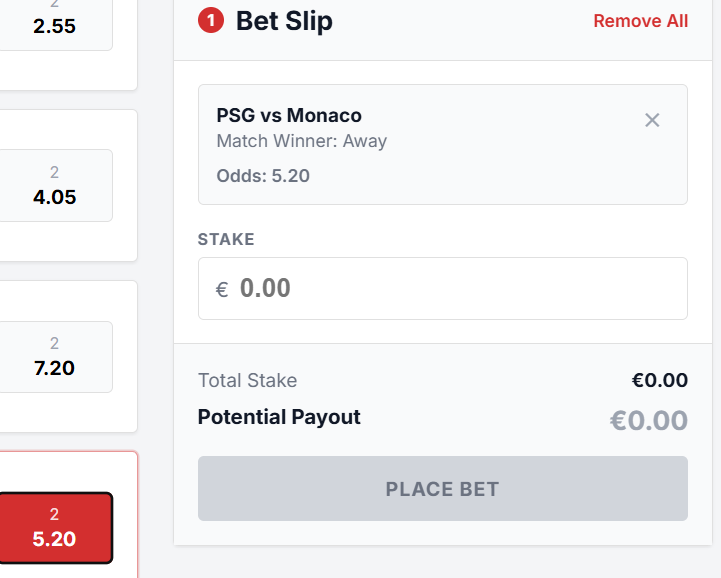 2
2.55
2
4.05
2
7.20
2
5.20
1 Bet Slip Remove All
PSG vs Monaco
Match Winner: Away
Odds: 5.20
STAKE
€ 0.00
Total Stake €0.00
Potential Payout €0.00
PLACE BET